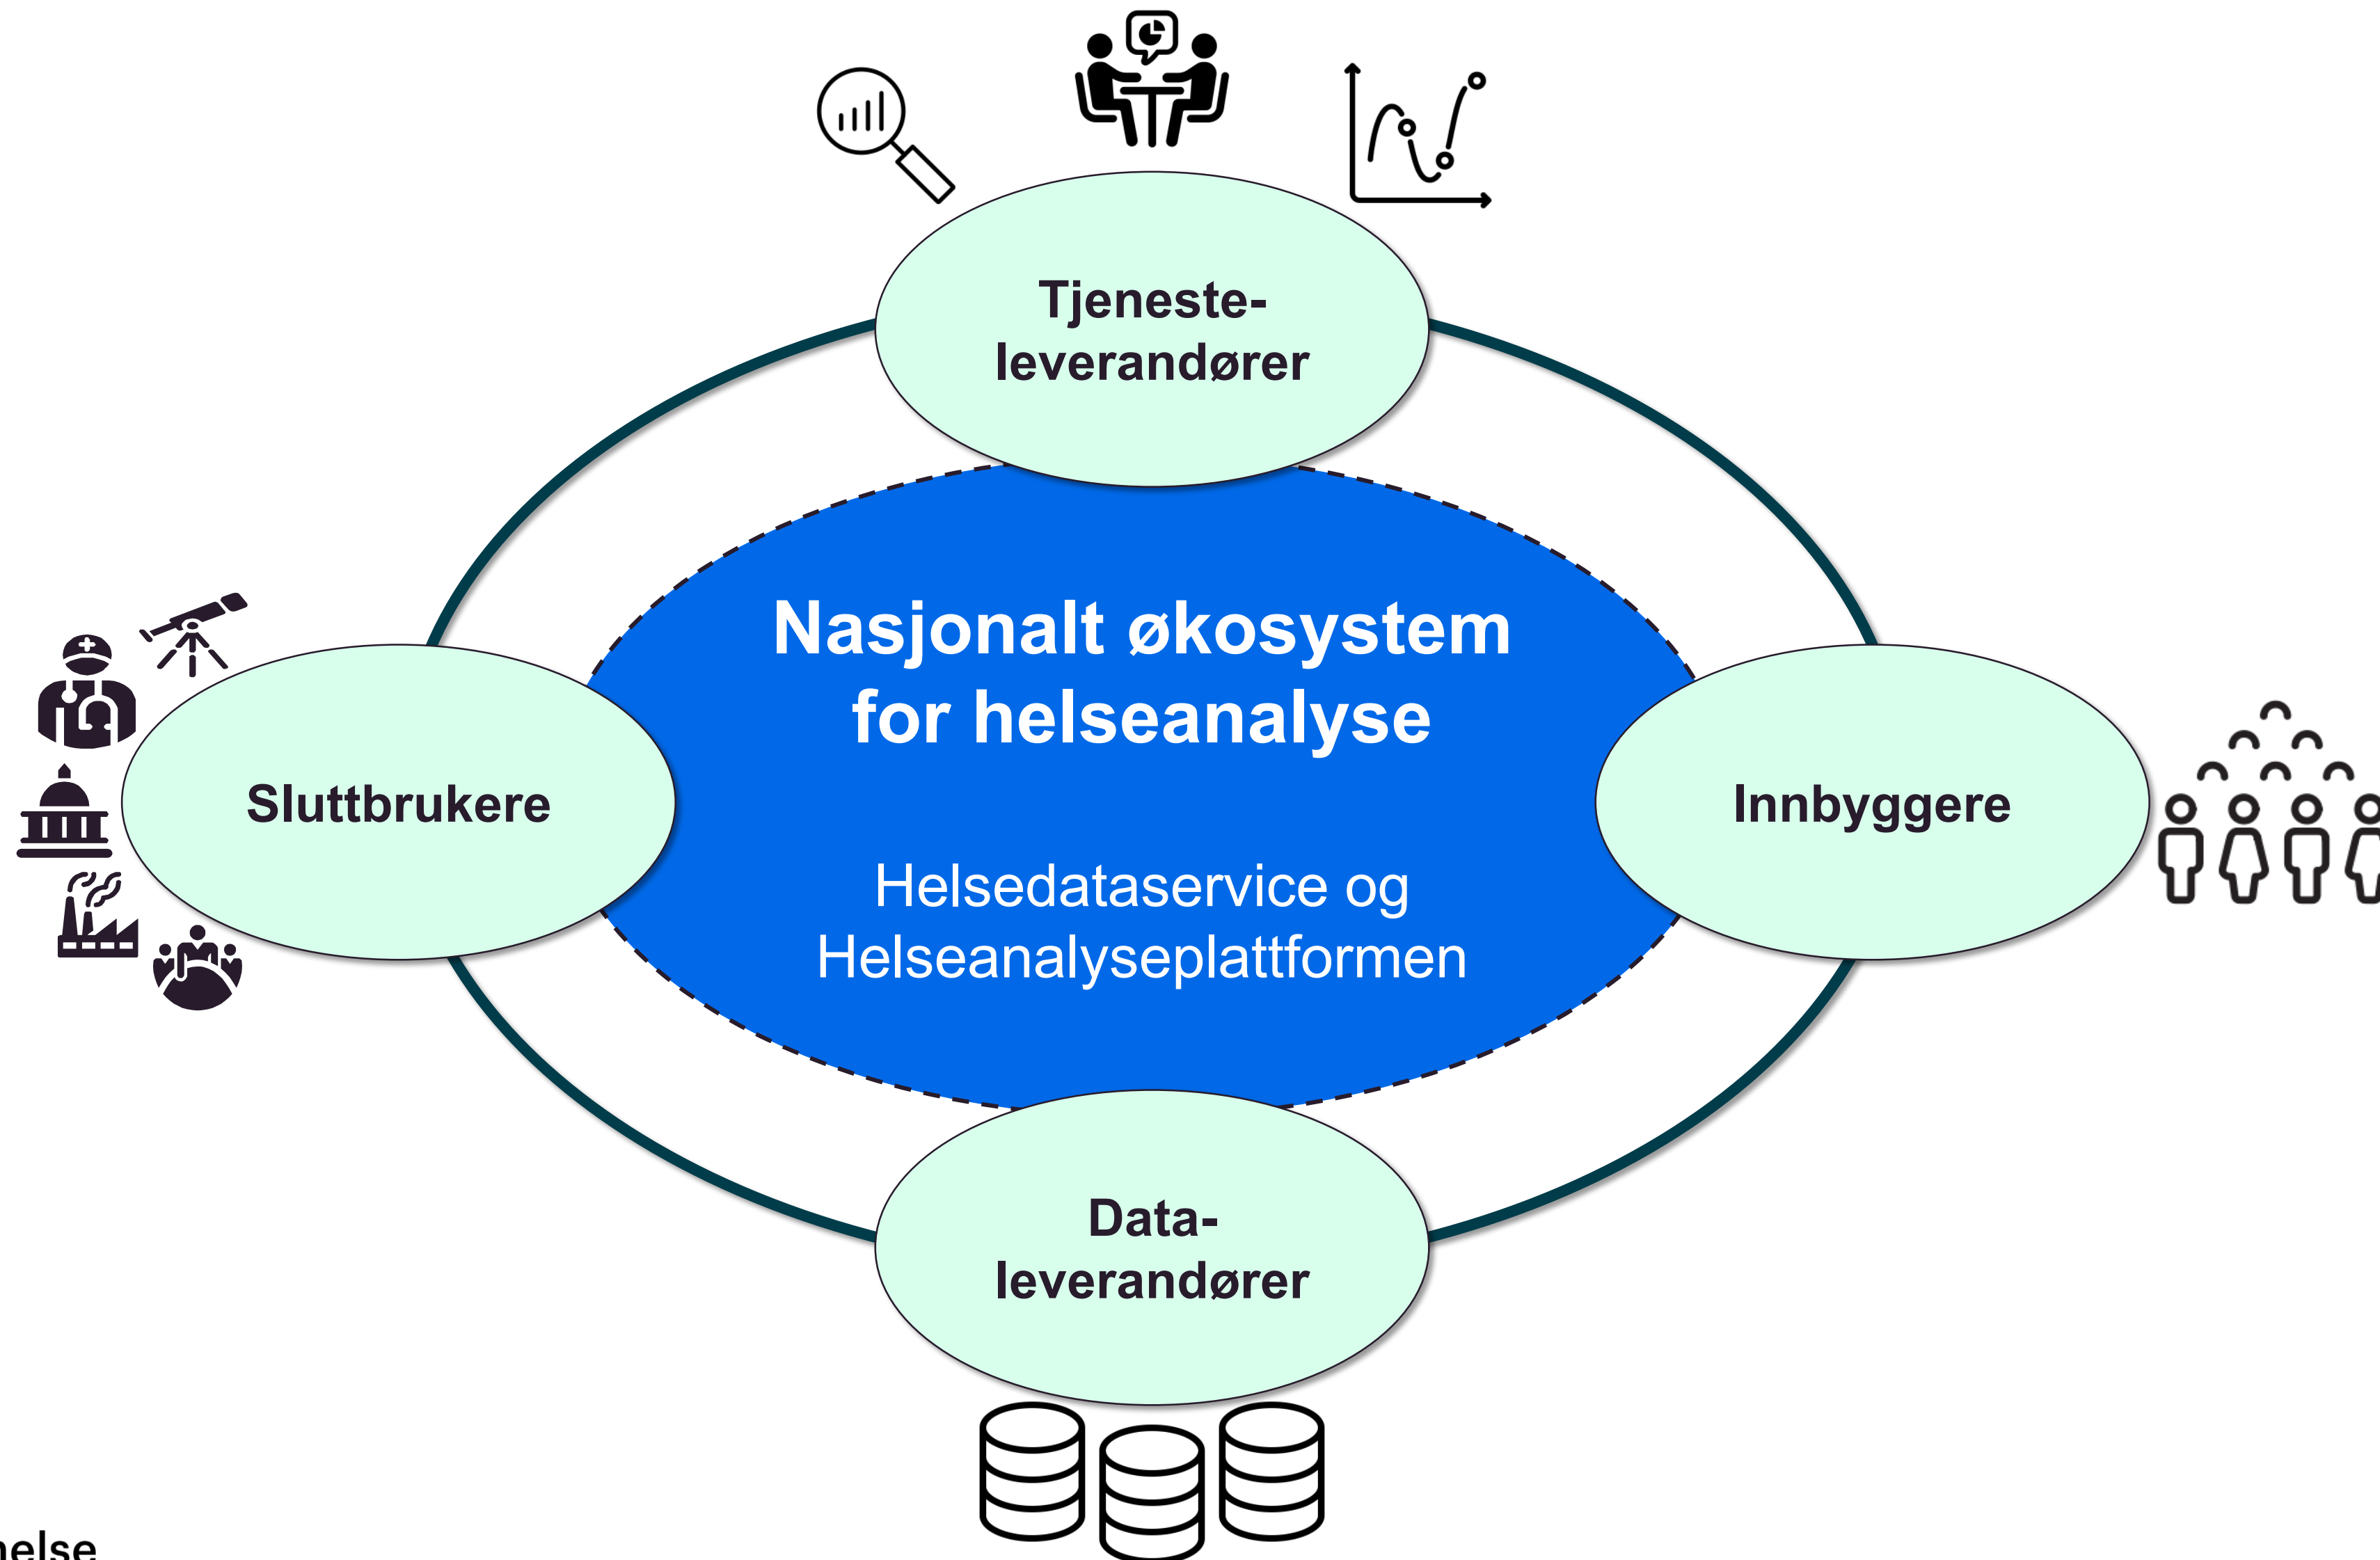 Tjeneste-
leverandører
Nasjonalt økosystem
for helseanalyse
Sluttbrukere
Innbyggere
Helsedataservice og
Helseanalyseplattformen
Data-
leverandører